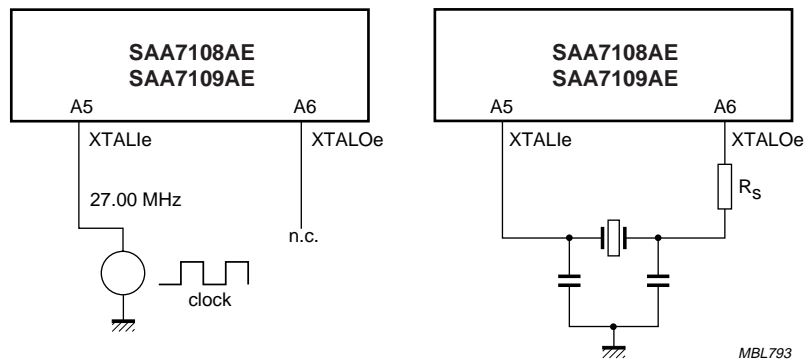 SAA7108AE
SAA7109AE
A5
A6
XTALIe
XTALOe
27.00 MHz
n.c.
clock
SAA7108AE
SAA7109AE
A5
A6
XTALIe
XTALOe
RS
MBL793